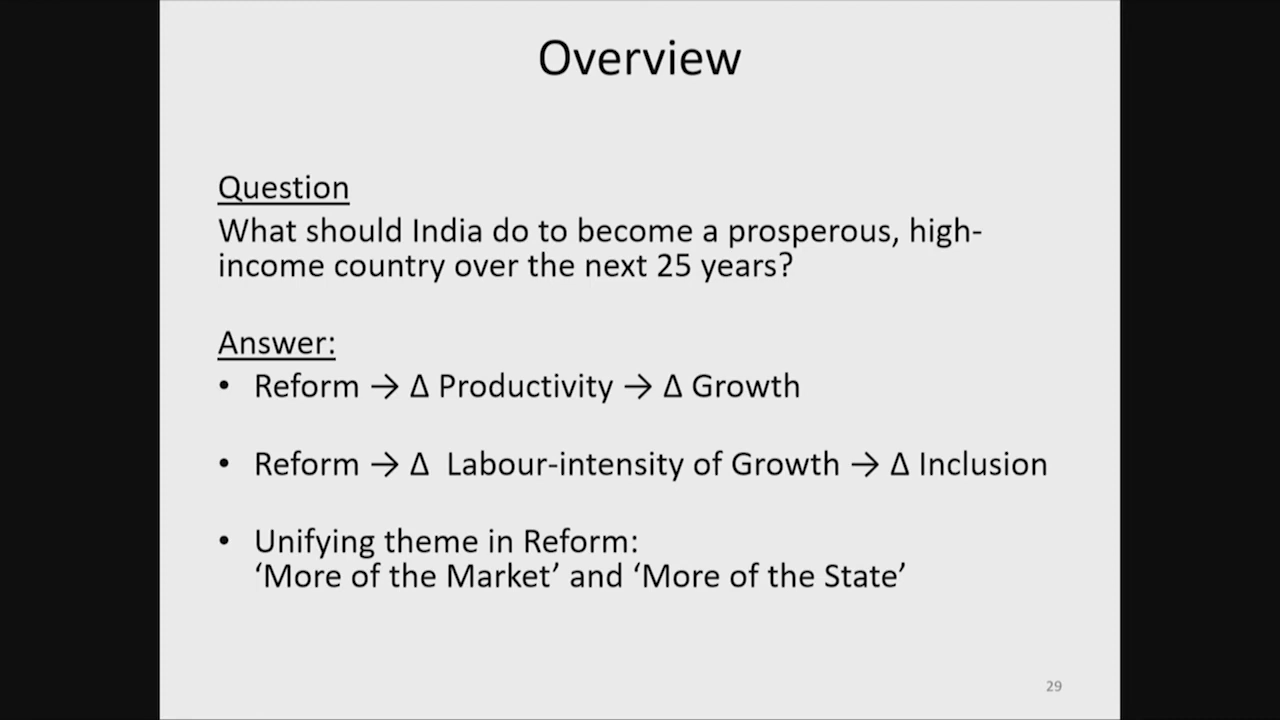 Overview
Question
What should India do to become a prosperous, high-
income country over the next 25 years?
Answer:
• Reform → Δ Productivity → Δ Growth
• Reform → Δ Labour-intensity of Growth → Δ Inclusion
• Unifying theme in Reform:
‘More of the Market’ and ‘More of the State’
29